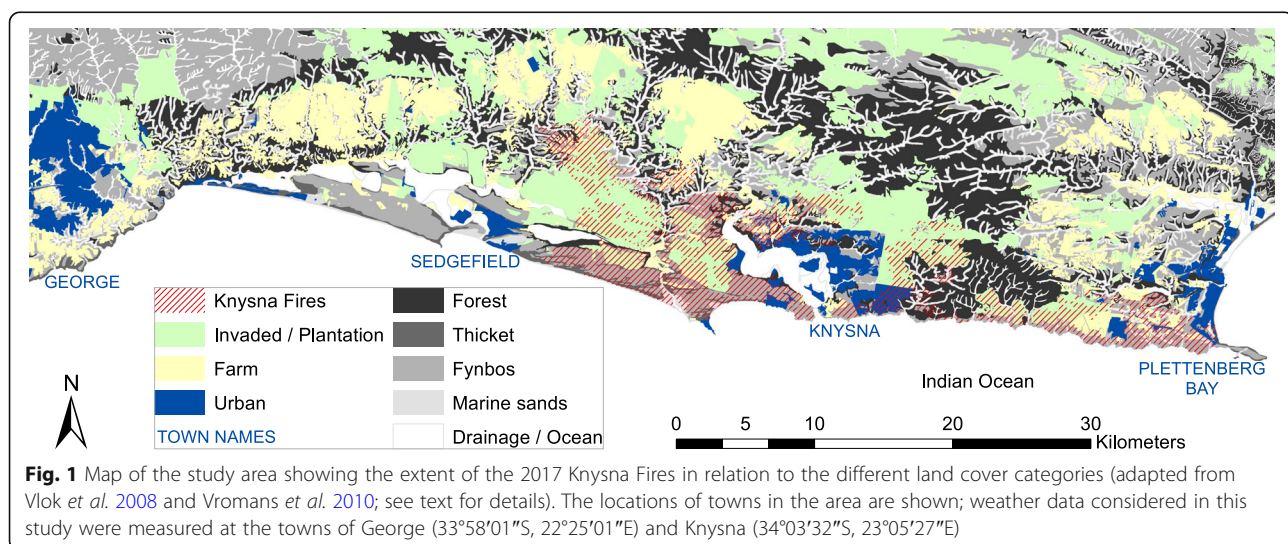 GEORGE
SEDGEFIELD
KNYSNA
PLETTENBERG
BAY
Indian Ocean
Knysna Fires
Invaded / Plantation
Farm
Urban
TOWN NAMES
Forest
Thicket
Fynbos
Marine sands
Drainage / Ocean
N
0 5 10 20 30
Kilometers
Fig. 1 Map of the study area showing the extent of the 2017 Knysna Fires in relation to the different land cover categories (adapted from
Vlok et al. 2008 and Vromans et al. 2010; see text for details). The locations of towns in the area are shown; weather data considered in this
study were measured at the towns of George (33°58′01″S, 22°25′01″E) and Knysna (34°03′32″S, 23°05′27″E)